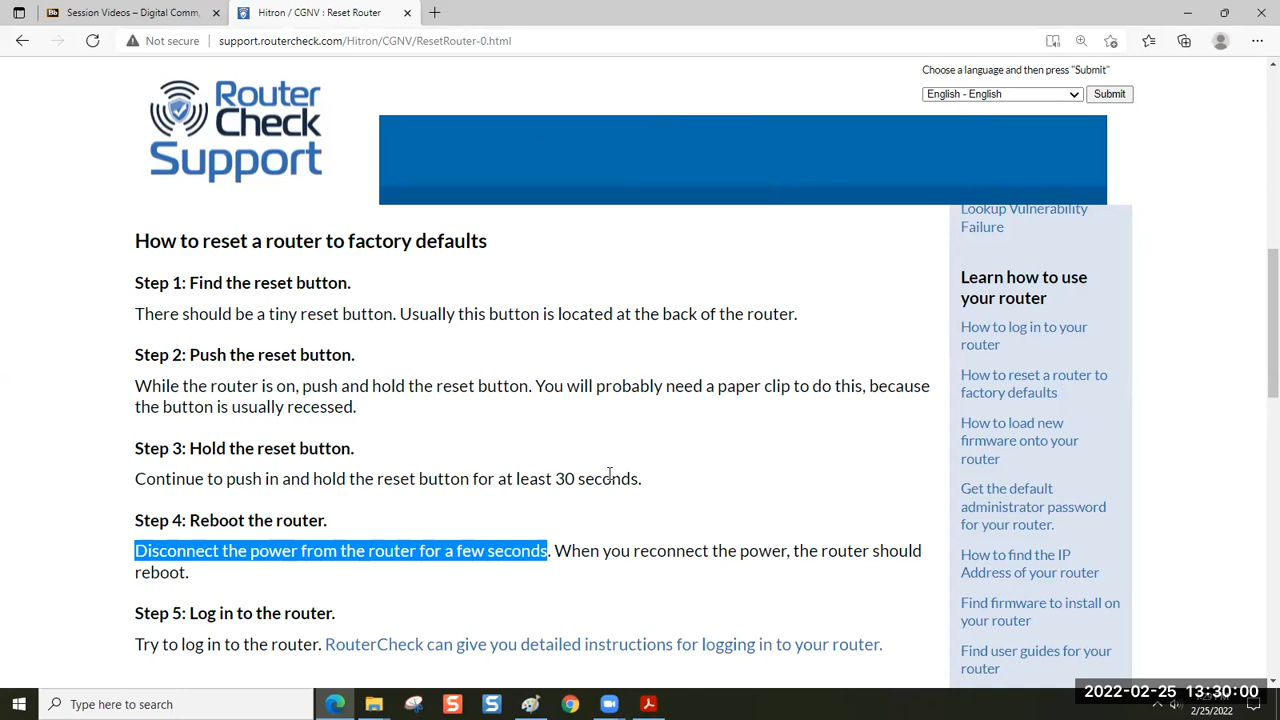 Session Videos – Digital Comm
Hitron / CGNV : Reset Router
Not secure
support.routercheck.com/Hitron/CGNV/ResetRouter-0.html
Choose a language and then press "Submit"
English - English
Submit
Router
Check
Support
Lookup Vulnerability
Failure
How to reset a router to factory defaults
Step 1: Find the reset button.
There should be a tiny reset button. Usually this button is located at the back of the router.
Step 2: Push the reset button.
While the router is on, push and hold the reset button. You will probably need a paper clip to do this, because
the button is usually recessed.
Step 3: Hold the reset button.
Continue to push in and hold the reset button for at least 30 seconds.
Step 4: Reboot the router.
Disconnect the power from the router for a few seconds. When you reconnect the power, the router should
reboot.
Step 5: Log in to the router.
Try to log in to the router. RouterCheck can give you detailed instructions for logging in to your router.
Learn how to use
your router
How to log in to your
router
How to reset a router to
factory defaults
How to load new
firmware onto your
router
Get the default
administrator password
for your router.
How to find the IP
Address of your router
Find firmware to install on
your router
Find user guides for your
router
Type here to search
2022-02-25 13:30:00
2/25/2022